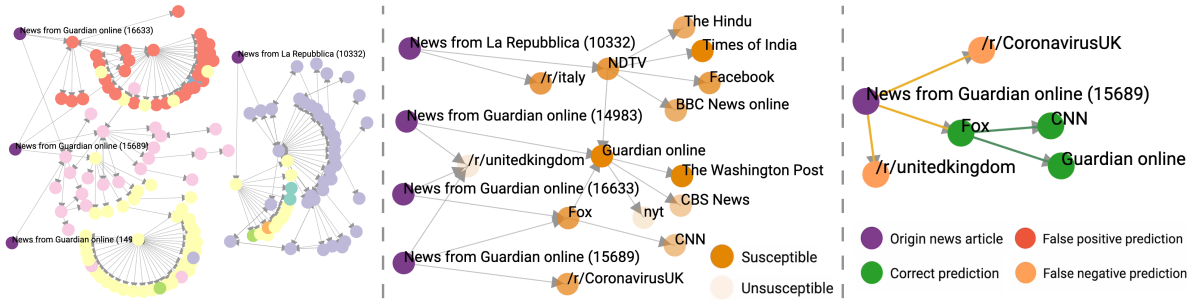 News from Guardian online (16633)
News from La Repubblica (10332)
News from Guardian online (15689)
News from Guardian online (149
News from La Repubblica (10332)
The Hindu
Times of India
NDTV
/r/italy
Facebook
BBC News online
News from Guardian online (14983)
/r/unitedkingdom
Guardian online
The Washington Post
News from Guardian online (16633)
CBS News
Fox
nyt
CNN
News from Guardian online (15689)
/r/CoronavirusUK
Susceptible
Unsusceptible
/r/CoronavirusUK
News from Guardian online (15689)
Fox
CNN
Guardian online
/r/unitedkingdom
Origin news article
False positive prediction
Correct prediction
False negative prediction